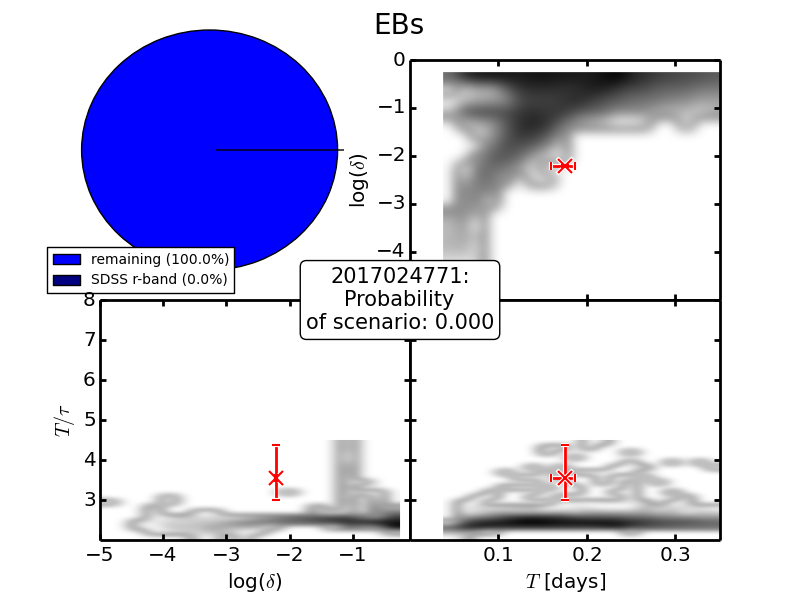 EBs
remaining (100.0%)
SDSS r-band (0.0%)
0
−1
−2
−3
−4
log(δ)
2017024771:
Probability
of scenario: 0.000
8
7
6
5
4
3
T/τ
−5 −4 −3 −2 −1
log(δ)
0.1 0.2 0.3
T [days]